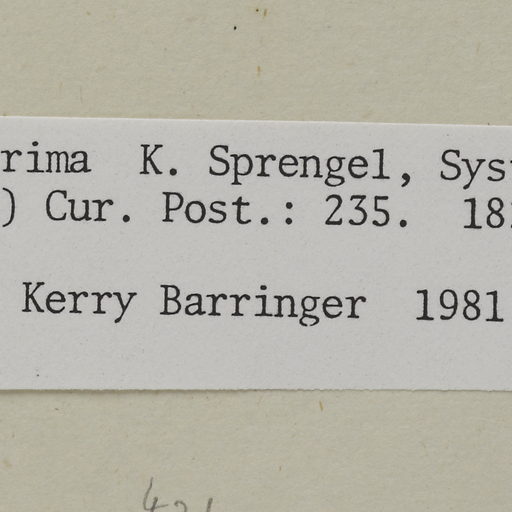 rima K. Sprengel, Sys
) Cur. Post.: 235. 18
Kerry Barringer 1981